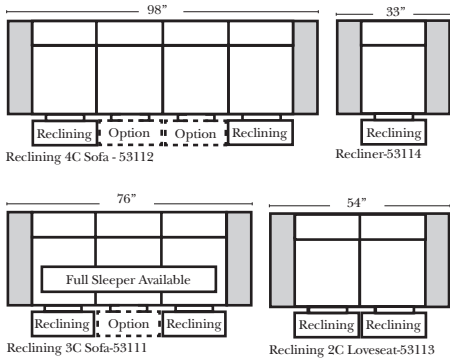 98”
33”
Reclining Option Option Reclining
Reclining
Reclining 4C Sofa - 53112
Recliner-53114
76”
54”
Full Sleeper Available
Reclining Option Reclining
Reclining Reclining
Reclining 3C Sofa-53111
Reclining 2C Loveseat-53113